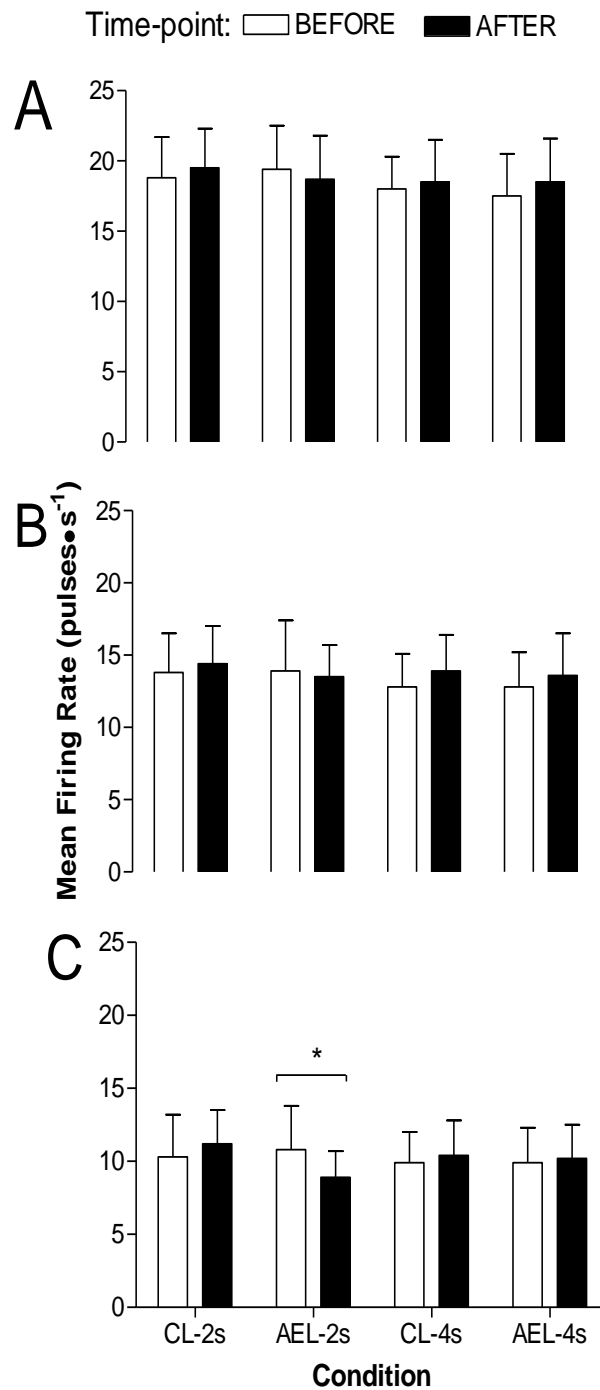 Time-point: BEFORE AFTER
A
25
20
15
10
5
0
B
Mean Firing Rate (pulses•s⁻¹)
25
20
15
10
5
0
C
25
20
15
10
5
0
*
CL-2s AEL-2s CL-4s AEL-4s
Condition